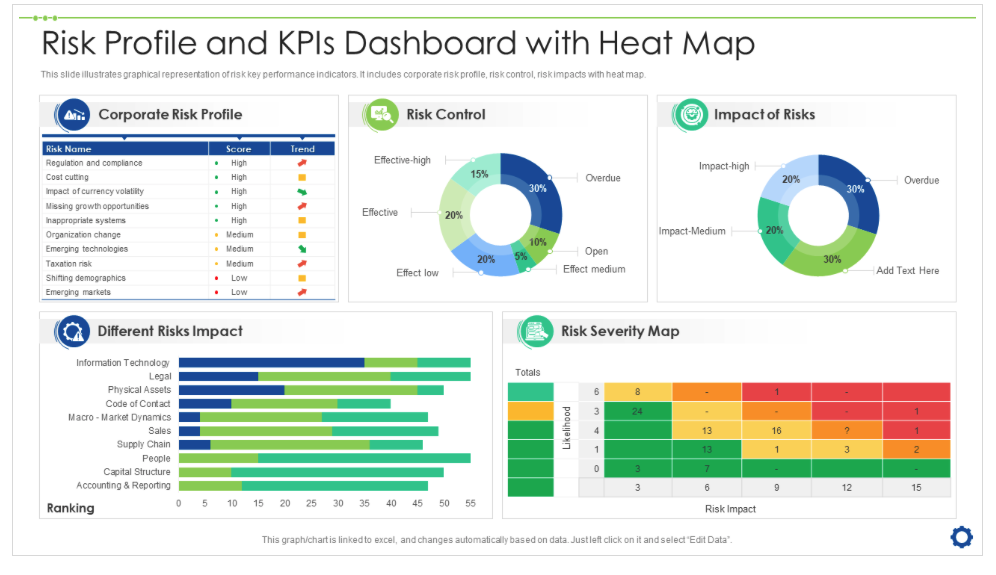 Risk Profile and KPIs Dashboard with Heat Map
This slide illustrates graphical representation of risk key performance indicators. It includes corporate risk profile, risk control, risk impacts with heat map.
Corporate Risk Profile
Risk Name Score Trend
Regulation and compliance High
Cost cutting High
Impact of currency volatility High
Missing growth opportunities High
Inappropriate systems High
Organization change Medium
Emerging technologies Medium
Taxation risk Medium
Shifting demographics Low
Emerging markets Low
Risk Control
Effective-high
15%
30%
Overdue
Effective
20%
10%
Open
Effect low
20%
5%
Effect medium
Impact of Risks
Impact-high
20%
30%
Overdue
Impact-Medium
20%
30%
Add Text Here
Different Risks Impact
Information Technology
Legal
Physical Assets
Code of Contact
Macro - Market Dynamics
Sales
Supply Chain
People
Capital Structure
Accounting & Reporting
0 5 10 15 20 25 30 35 40 45 50 55
Ranking
Risk Severity Map
Totals
Likelihood
6 8 - 1 -
3 24 - - - 1
4 13 16 ? 1
1 13 1 3 2
0 3 7 - -
3 6 9 12 15
Risk Impact
This graph/chart is linked to excel, and changes automatically based on data. Just left click on it and select “Edit Data”.